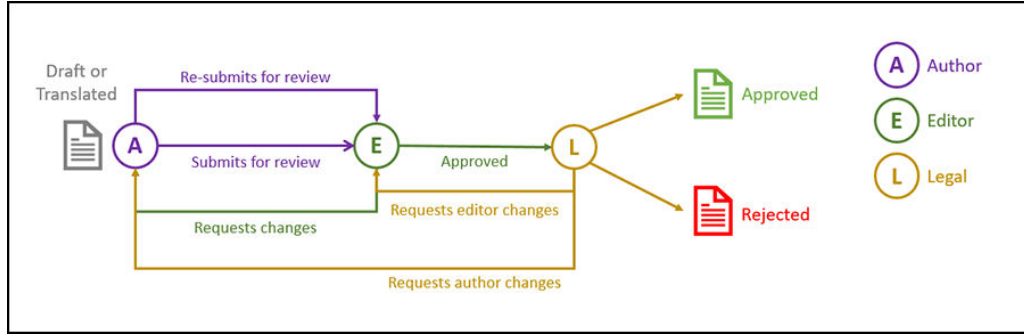 Draft or
Translated
Re-submits for review
A
Submits for review
E
Approved
L
Requests editor changes
Requests changes
Requests author changes
Approved
Rejected
A Author
E Editor
L Legal